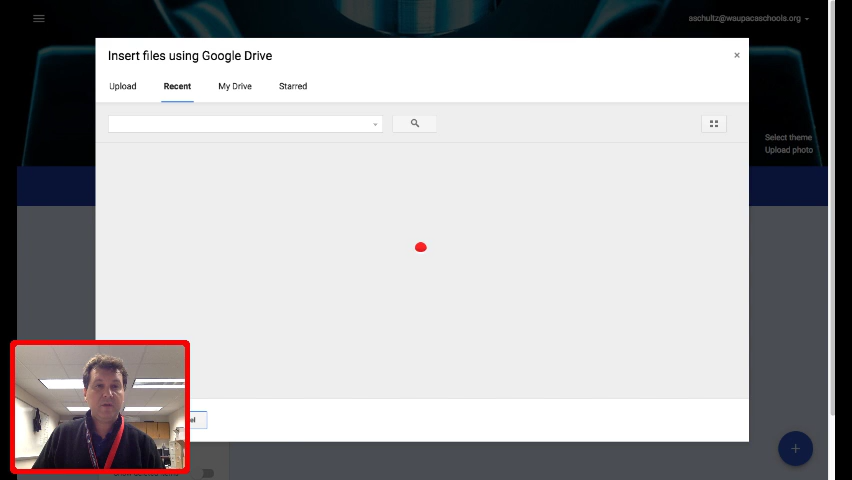 aschultz@waupacaschools.org
Insert files using Google Drive
×
Upload
Recent
My Drive
Starred
Select theme
Upload photo